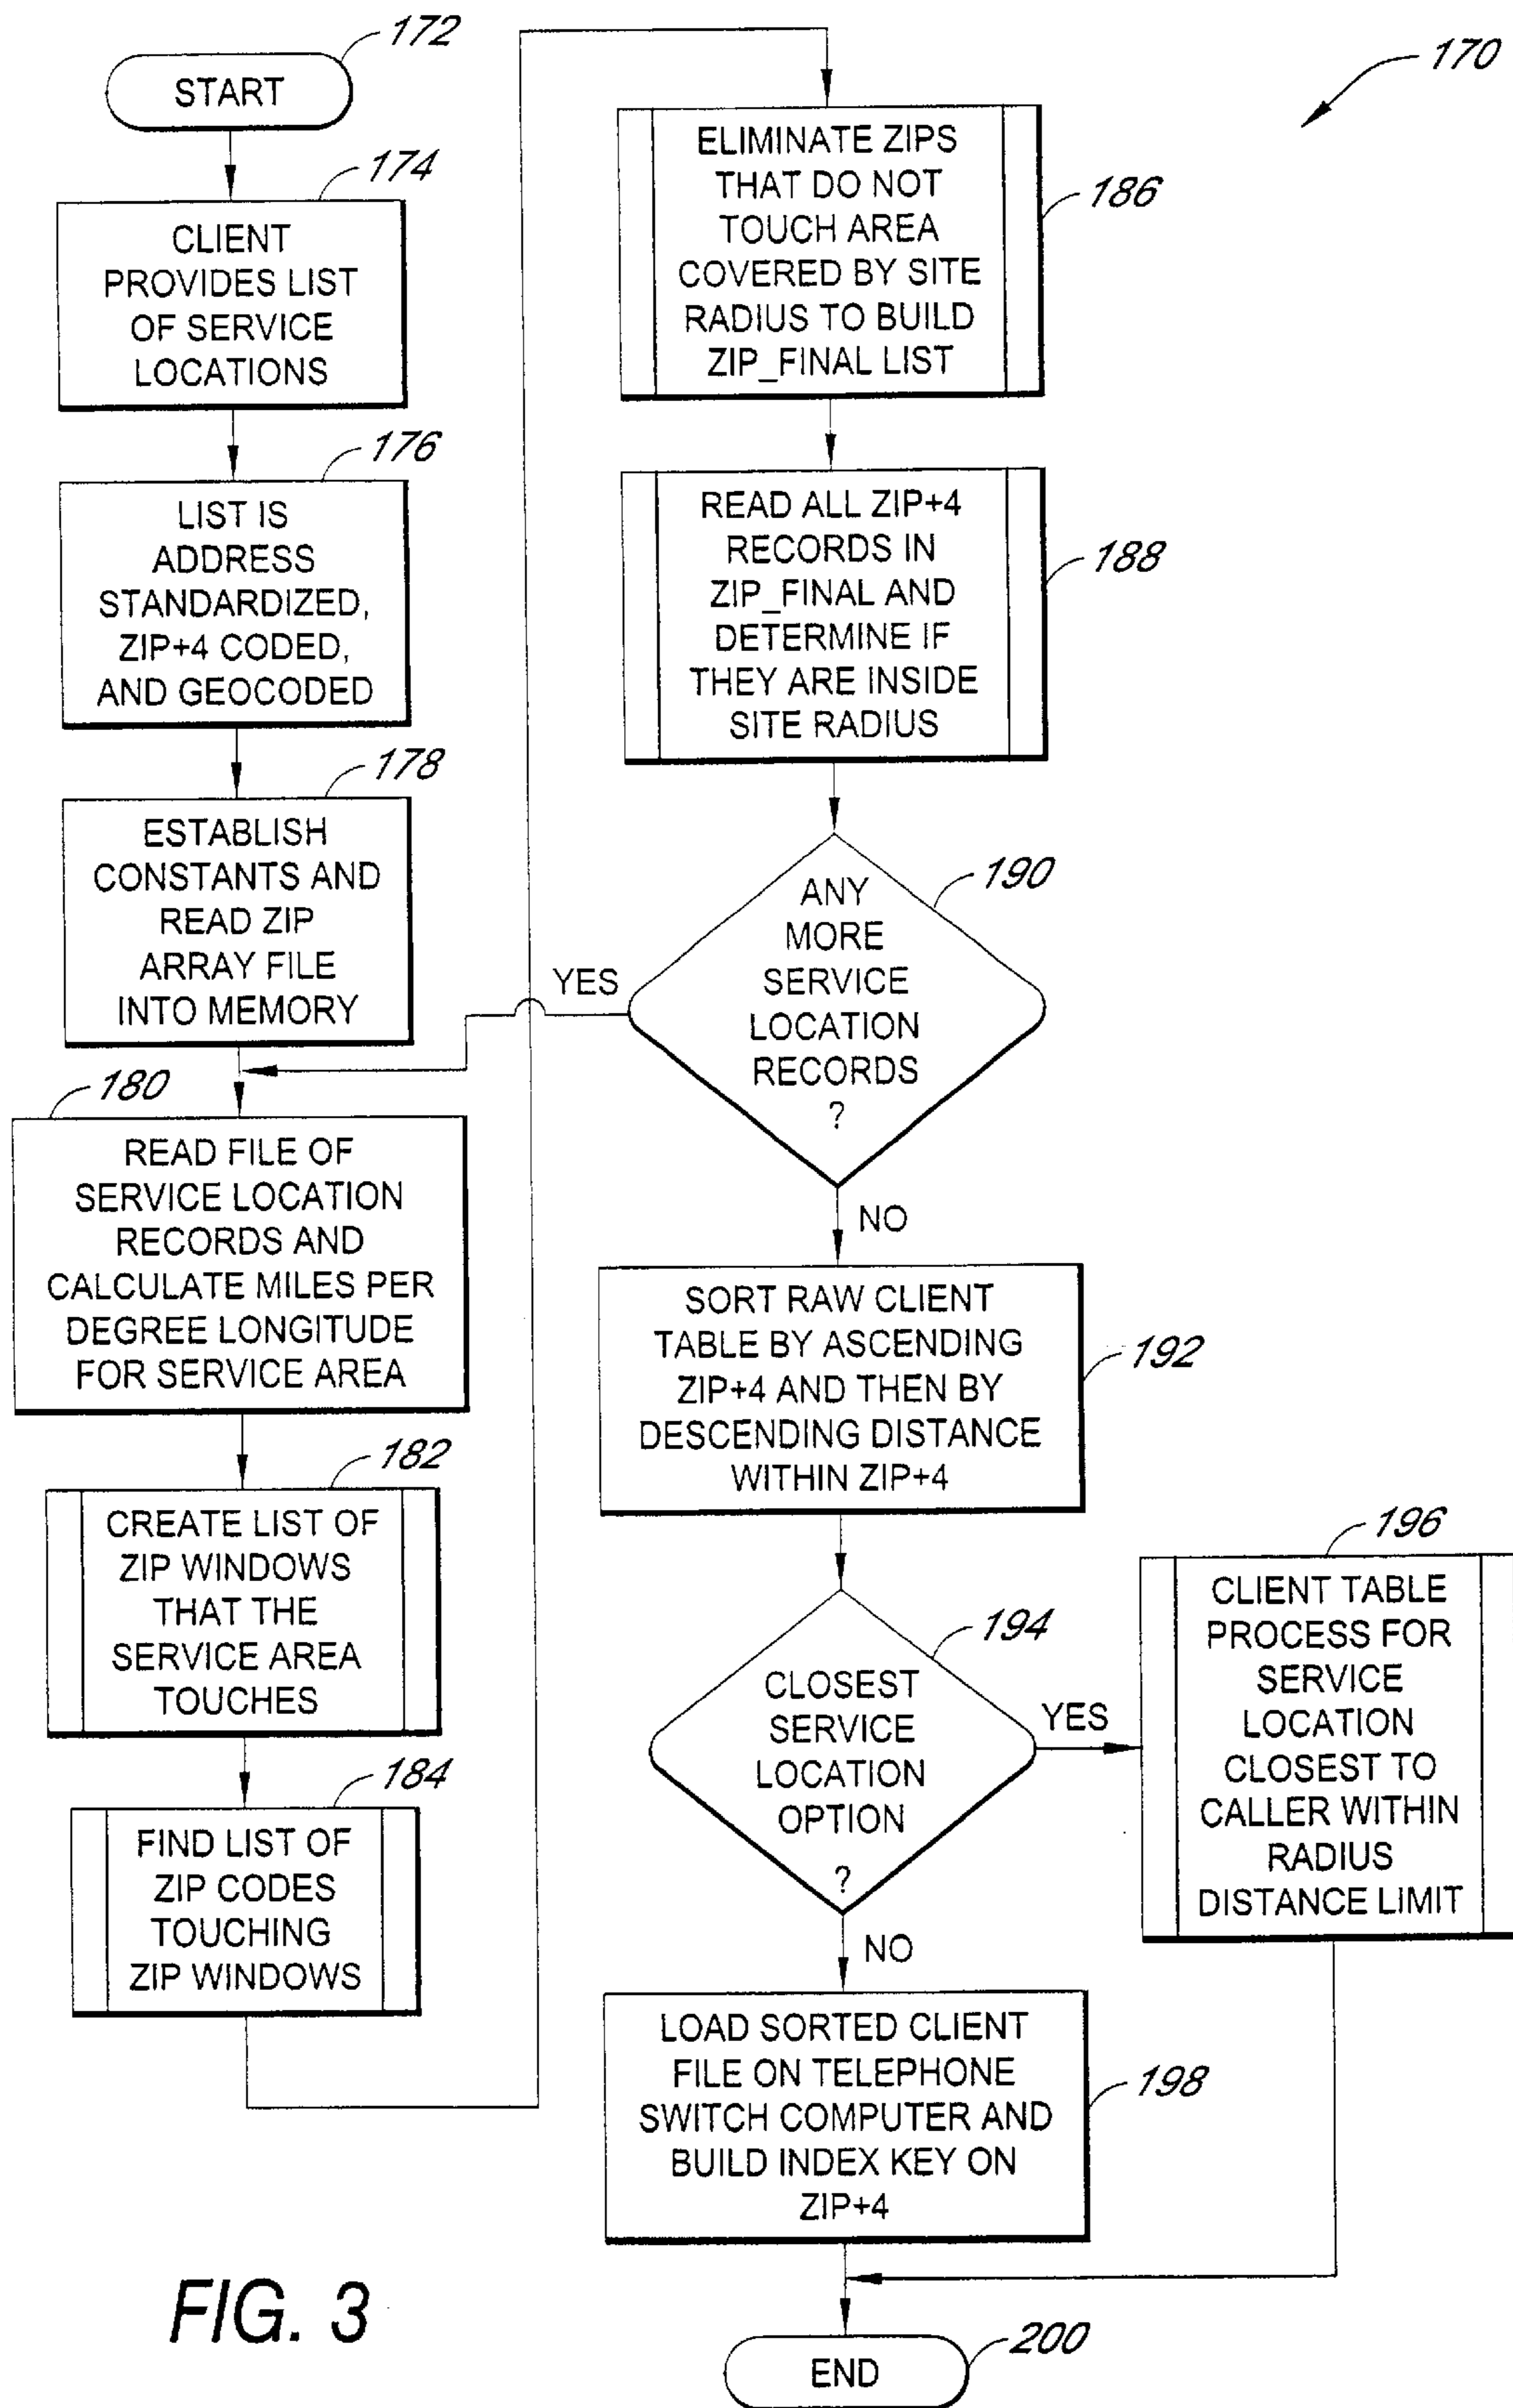 172
START
174
CLIENT
PROVIDES LIST
OF SERVICE
LOCATIONS
176
LIST IS
ADDRESS
STANDARDIZED,
ZIP+4 CODED,
AND GEOCODED
178
ESTABLISH
CONSTANTS AND
READ ZIP
ARRAY FILE
INTO MEMORY
180
READ FILE OF
SERVICE LOCATION
RECORDS AND
CALCULATE MILES PER
DEGREE LONGITUDE
FOR SERVICE AREA
182
CREATE LIST OF
ZIP WINDOWS
THAT THE
SERVICE AREA
TOUCHES
184
FIND LIST OF
ZIP CODES
TOUCHING
ZIP WINDOWS
170
ELIMINATE ZIPS
THAT DO NOT
TOUCH AREA
COVERED BY SITE
RADIUS TO BUILD
ZIP_FINAL LIST
186
READ ALL ZIP+4
RECORDS IN
ZIP_FINAL AND
DETERMINE IF
THEY ARE INSIDE
SITE RADIUS
188
ANY
MORE
SERVICE
LOCATION
RECORDS
?
190
YES
NO
SORT RAW CLIENT
TABLE BY ASCENDING
ZIP+4 AND THEN BY
DESCENDING DISTANCE
WITHIN ZIP+4
192
CLOSEST
SERVICE
LOCATION
OPTION
?
194
YES
196
CLIENT TABLE
PROCESS FOR
SERVICE
LOCATION
CLOSEST TO
CALLER WITHIN
RADIUS
DISTANCE LIMIT
NO
LOAD SORTED CLIENT
FILE ON TELEPHONE
SWITCH COMPUTER AND
BUILD INDEX KEY ON
ZIP+4
198
END
200
FIG. 3